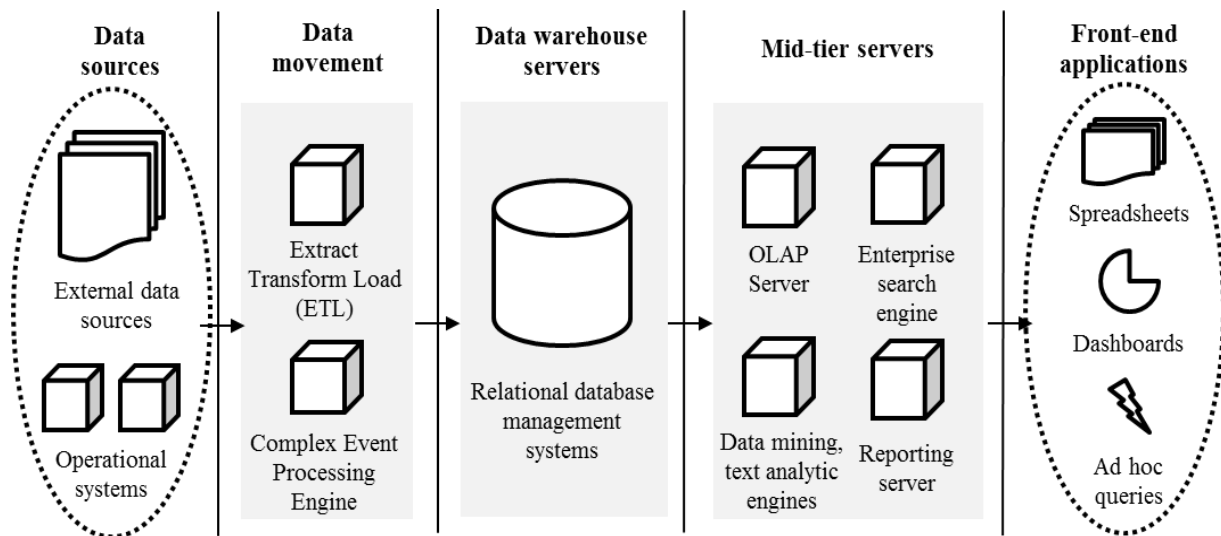 Data
sources
External data
sources
Operational
systems
Data
movement
Extract
Transform Load
(ETL)
Complex Event
Processing
Engine
Data warehouse
servers
Relational database
management
systems
Mid-tier servers
OLAP
Server
Enterprise
search
engine
Data mining,
text analytic
engines
Reporting
server
Front-end
applications
Spreadsheets
Dashboards
Ad hoc
queries